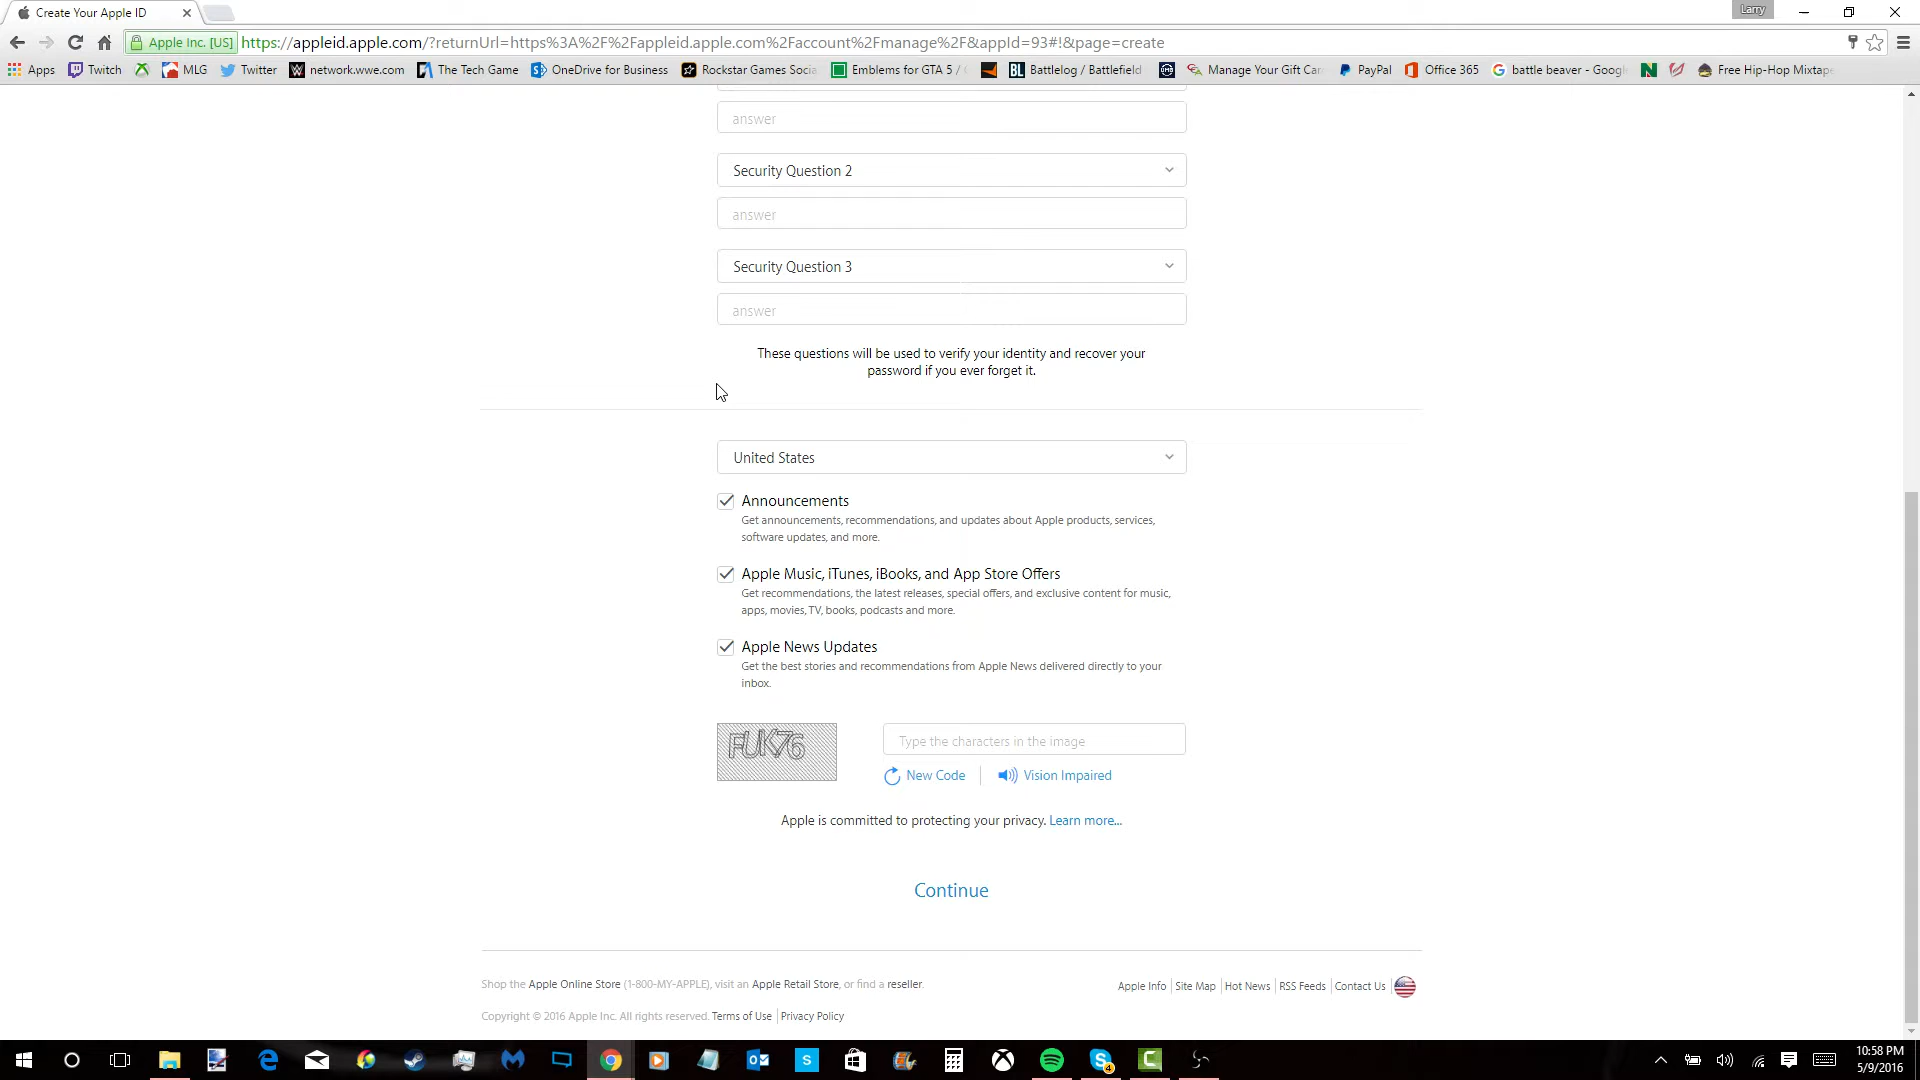 Create Your Apple ID
Larry
Apple Inc. [US] https://appleid.apple.com/?returnUrl=https%3A%2F%2Fappleid.apple.com%2Faccount%2Fmanage%2F&appId=93#!&page=create
Apps Twitch MLG Twitter network.wwe.com The Tech Game OneDrive for Business Rockstar Games Socia Emblems for GTA 5 / Battlelog / Battlefield Manage Your Gift Car PayPal Office 365 battle beaver - Googl Free Hip-Hop Mixtape
answer
Security Question 2
answer
Security Question 3
answer
These questions will be used to verify your identity and recover your
password if you ever forget it.
United States
Announcements
Get announcements, recommendations, and updates about Apple products, services,
software updates, and more.
Apple Music, iTunes, iBooks, and App Store Offers
Get recommendations, the latest releases, special offers, and exclusive content for music,
apps, movies, TV, books, podcasts and more.
Apple News Updates
Get the best stories and recommendations from Apple News delivered directly to your
inbox.
FUK76
Type the characters in the image
New Code Vision Impaired
Apple is committed to protecting your privacy. Learn more...
Continue
Shop the Apple Online Store (1-800-MY-APPLE), visit an Apple Retail Store, or find a reseller.
Apple Info Site Map Hot News RSS Feeds Contact Us
Copyright © 2016 Apple Inc. All rights reserved. Terms of Use Privacy Policy
10:58 PM
5/9/2016